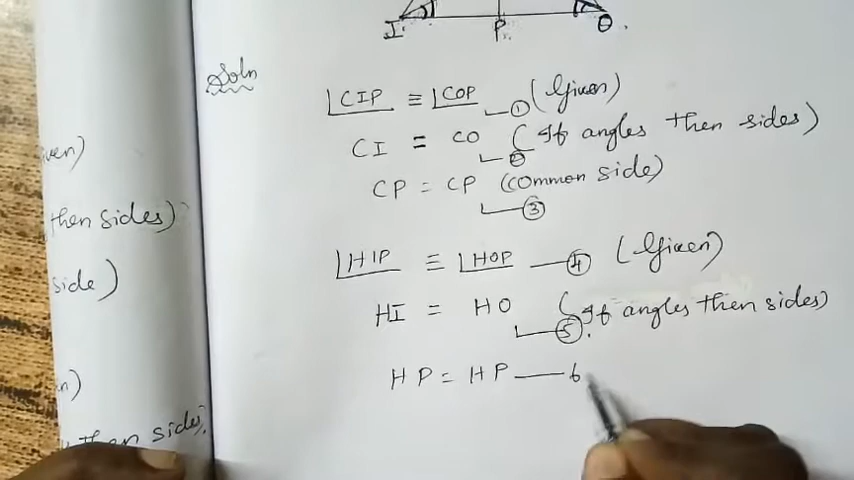 I P O
Soln
∠CIP ≅ ∠COP 1 (Given)
CI = CO 2 (If angles then sides)
CP = CP (common side) 3
∠HIP ≅ ∠HOP 4 (Given)
HI = HO 5 (If angles then sides)
HP = HP 6
iven)
then sides)
side)
n)
then sides)